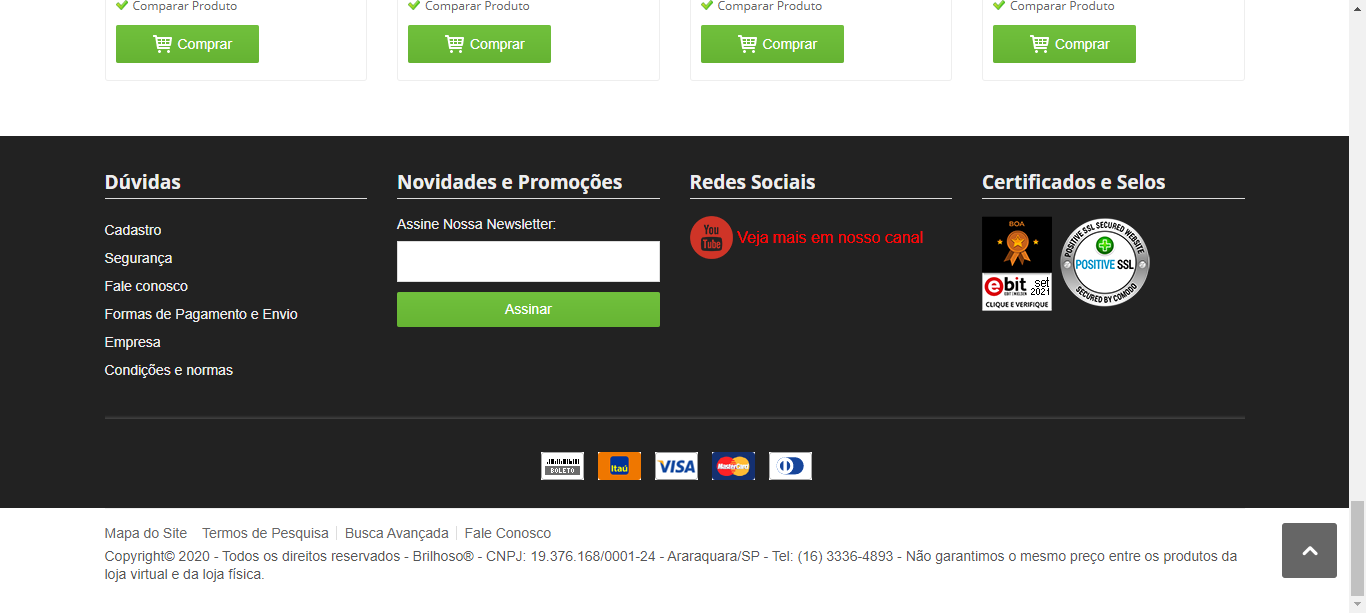 Comparar Produto
Comparar Produto
Comparar Produto
Comparar Produto
Comprar
Comprar
Comprar
Comprar
Dúvidas
Cadastro
Segurança
Fale conosco
Formas de Pagamento e Envio
Empresa
Condições e normas
Novidades e Promoções
Assine Nossa Newsletter:
Assinar
Redes Sociais
You
Tube
Veja mais em nosso canal
Certificados e Selos
BOA
ebit
set
2021
CLIQUE E VERIFIQUE
POSITIVE SSL SECURED WEBSITE
POSITIVE SSL
SECURED BY COMODO
BOLETO
Itaú
VISA
MasterCard
Mapa do Site
Termos de Pesquisa
Busca Avançada
Fale Conosco
Copyright© 2020 - Todos os direitos reservados - Brilhoso® - CNPJ: 19.376.168/0001-24 - Araraquara/SP - Tel: (16) 3336-4893 - Não garantimos o mesmo preço entre os produtos da
loja virtual e da loja física.